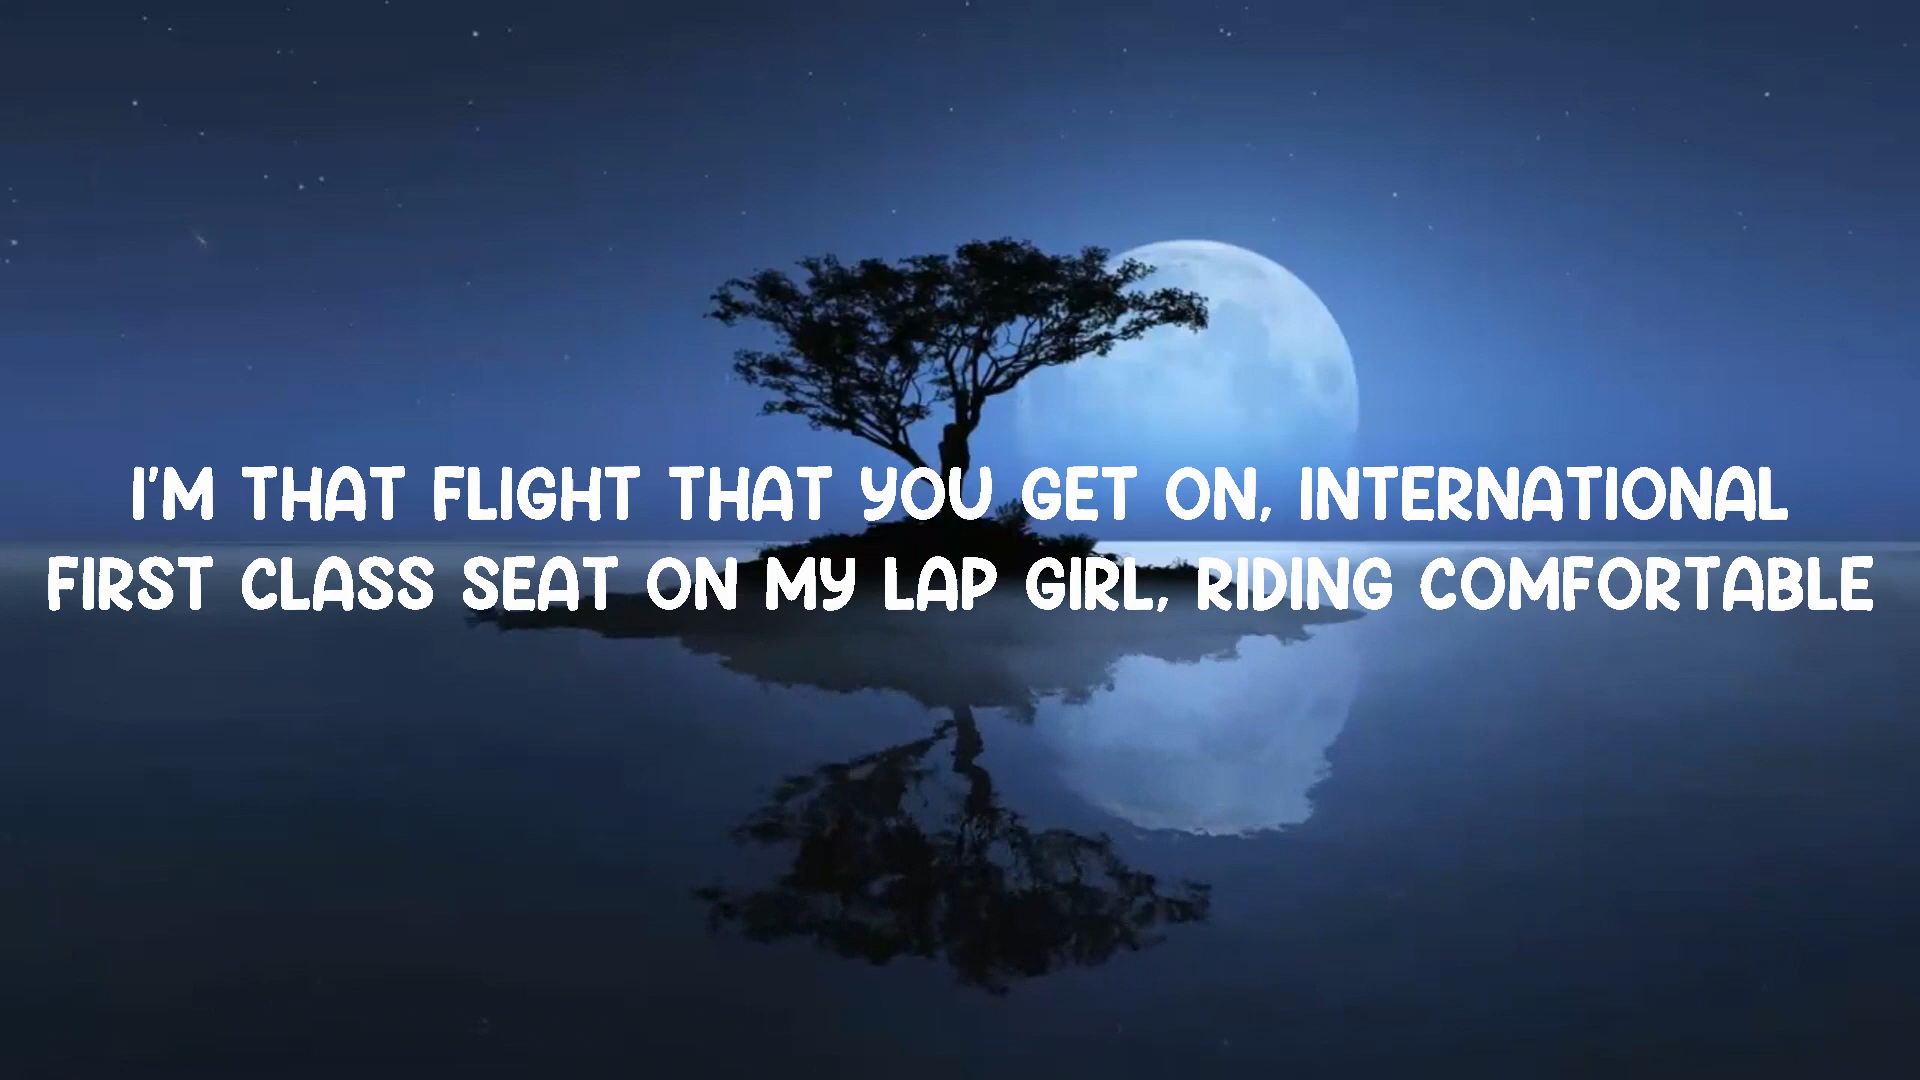 I'M THAT FLIGHT THAT YOU GET ON, INTERNATIONAL
FIRST CLASS SEAT ON MY LAP GIRL, RIDING COMFORTABLE